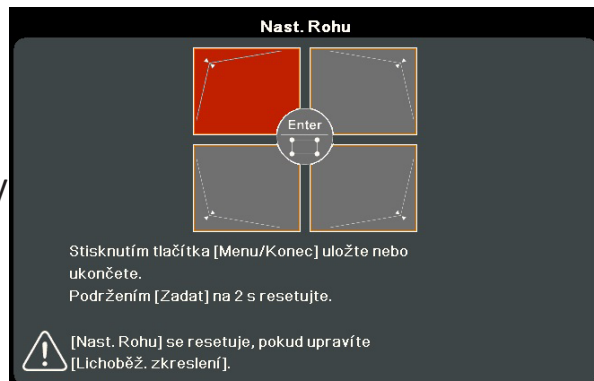 Nast. Rohu
Enter
Stisknutím tlačítka [Menu/Konec] uložte nebo
ukončete.
Podržením [Zadat] na 2 s resetujte.
[Nast. Rohu] se resetuje, pokud upravíte
[Lichoběž. zkreslení].